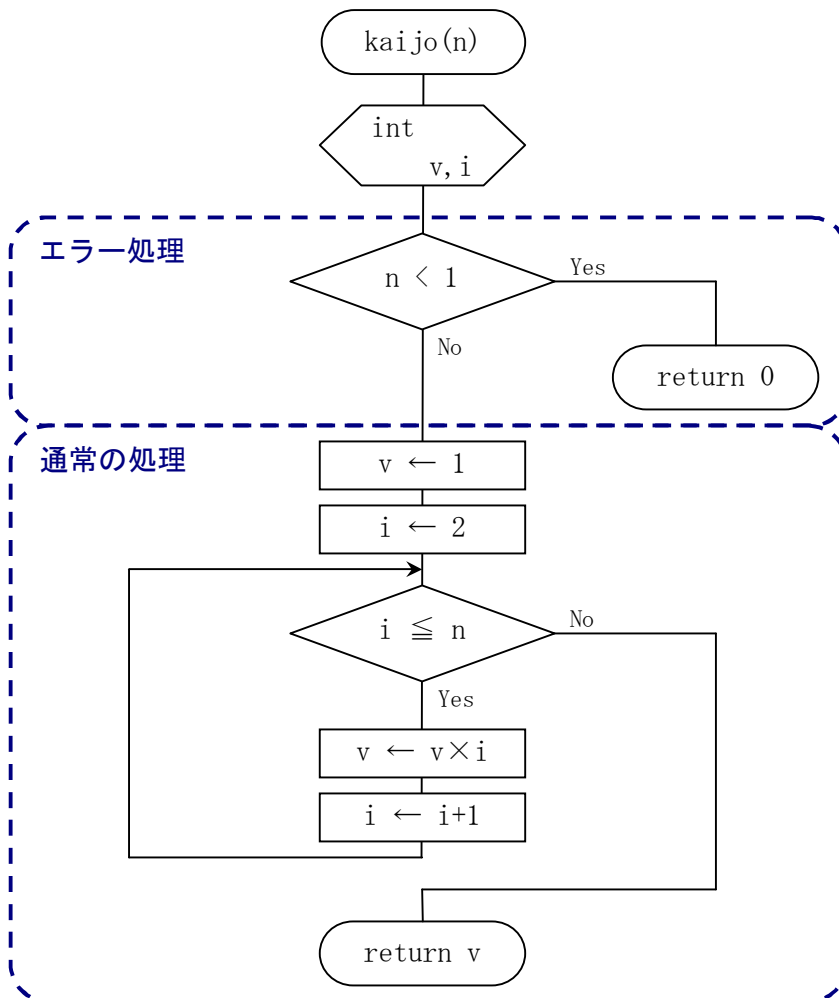 kaijo(n)
int
v,i
エラー処理
n < 1
Yes
No
return 0
通常の処理
v ← 1
i ← 2
i ≦ n
No
Yes
v ← v×i
i ← i+1
return v